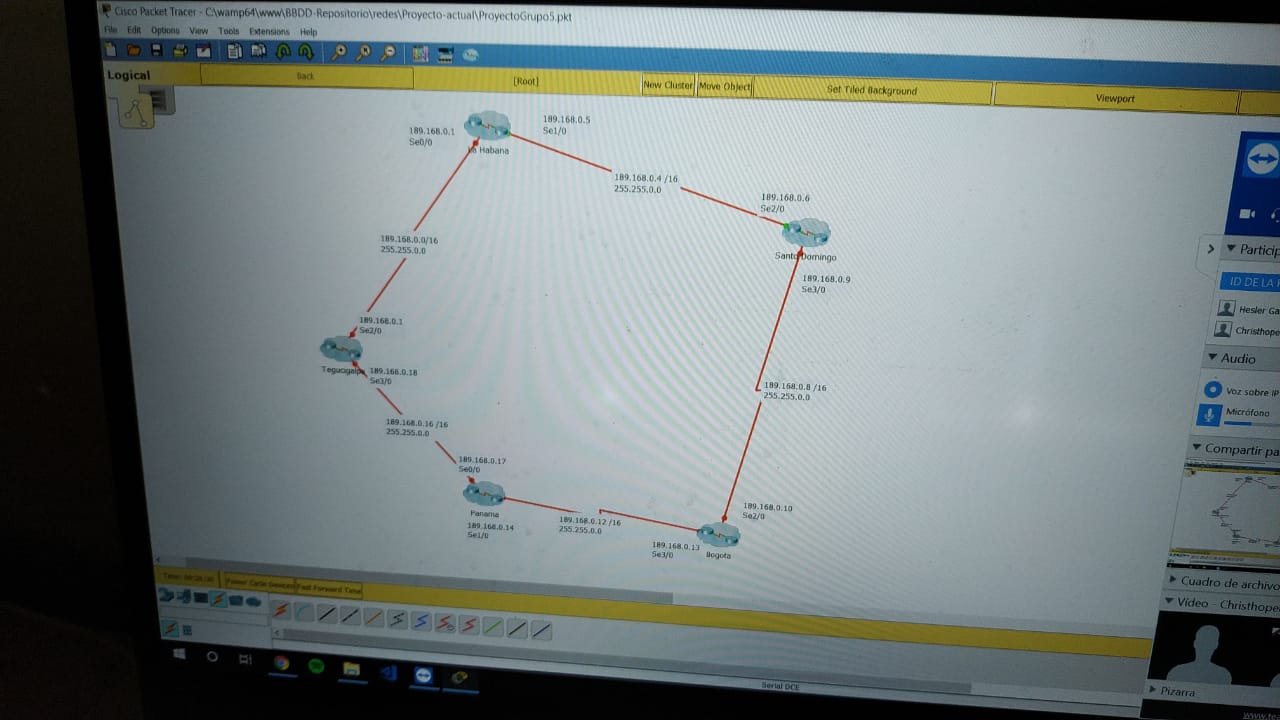 Cisco Packet Tracer - C:\wamp64\www\BBDD-Repositorio\redes\Proyecto-actual\ProyectoGrupo5.pkt
File Edit Options View Tools Extensions Help
Logical
Back
[Root]
New Cluster
Move Object
Set Tiled Background
Viewport
189.168.0.1
Se0/0
La Habana
189.168.0.5
Se1/0
189.168.0.4 /16
255.255.0.0
189.168.0.6
Se2/0
Santo Domingo
189.168.0.9
Se3/0
189.168.0.0/16
255.255.0.0
189.168.0.1
Se2/0
Tegucigalpa
189.168.0.18
Se3/0
189.168.0.8 /16
255.255.0.0
189.168.0.16 /16
255.255.0.0
189.168.0.17
Se0/0
Panama
189.168.0.14
Se1/0
189.168.0.12 /16
255.255.0.0
189.168.0.10
Se2/0
189.168.0.13
Se3/0
Bogota
Power Cycle Devices
Fast Forward Time
Serial DCE
Particip
ID DE LA
Hesler Ga
Christophe
Audio
Voz sobre IP
Micrófono
Compartir pa
Cuadro de archivo
Vídeo - Christophe
Pizarra